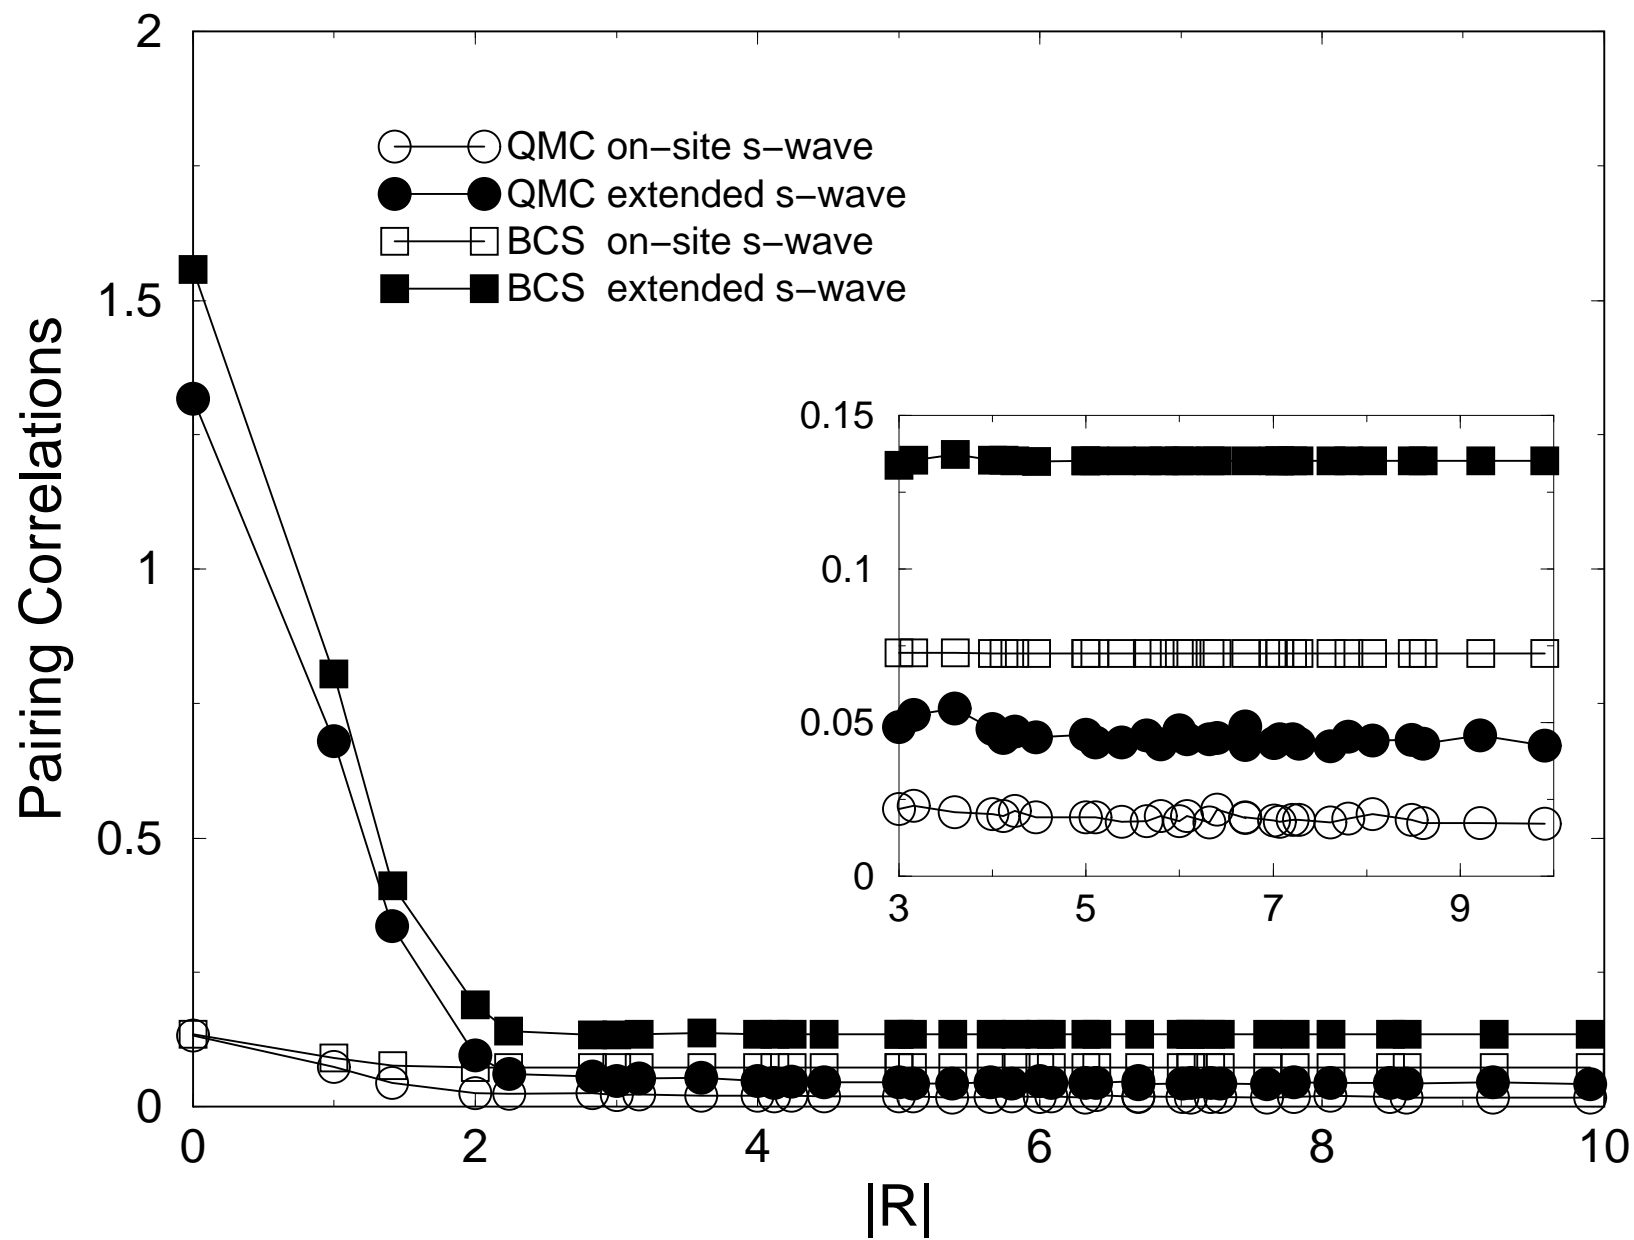 2
QMC on−site s−wave
QMC extended s−wave
BCS on−site s−wave
BCS extended s−wave
1.5
1
0.5
0
Pairing Correlations
0.15
0.1
0.05
0
3 5 7 9
0 2 4 6 8 10
|R|